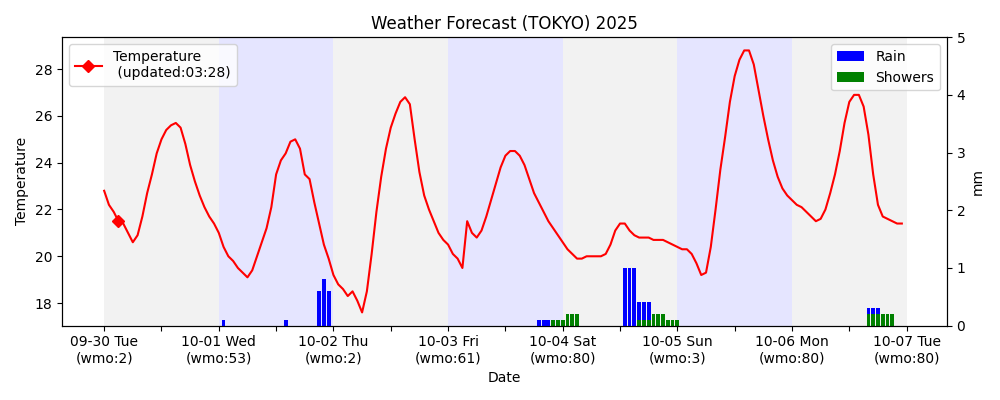 Weather Forecast (TOKYO) 2025
Temperature
(updated:03:28)
Rain
Showers
Temperature
28
26
24
22
20
18
5
4
3
2
1
0
mm
09-30 Tue
(wmo:2)
10-01 Wed
(wmo:53)
10-02 Thu
(wmo:2)
10-03 Fri
(wmo:61)
10-04 Sat
(wmo:80)
10-05 Sun
(wmo:3)
10-06 Mon
(wmo:80)
10-07 Tue
(wmo:80)
Date